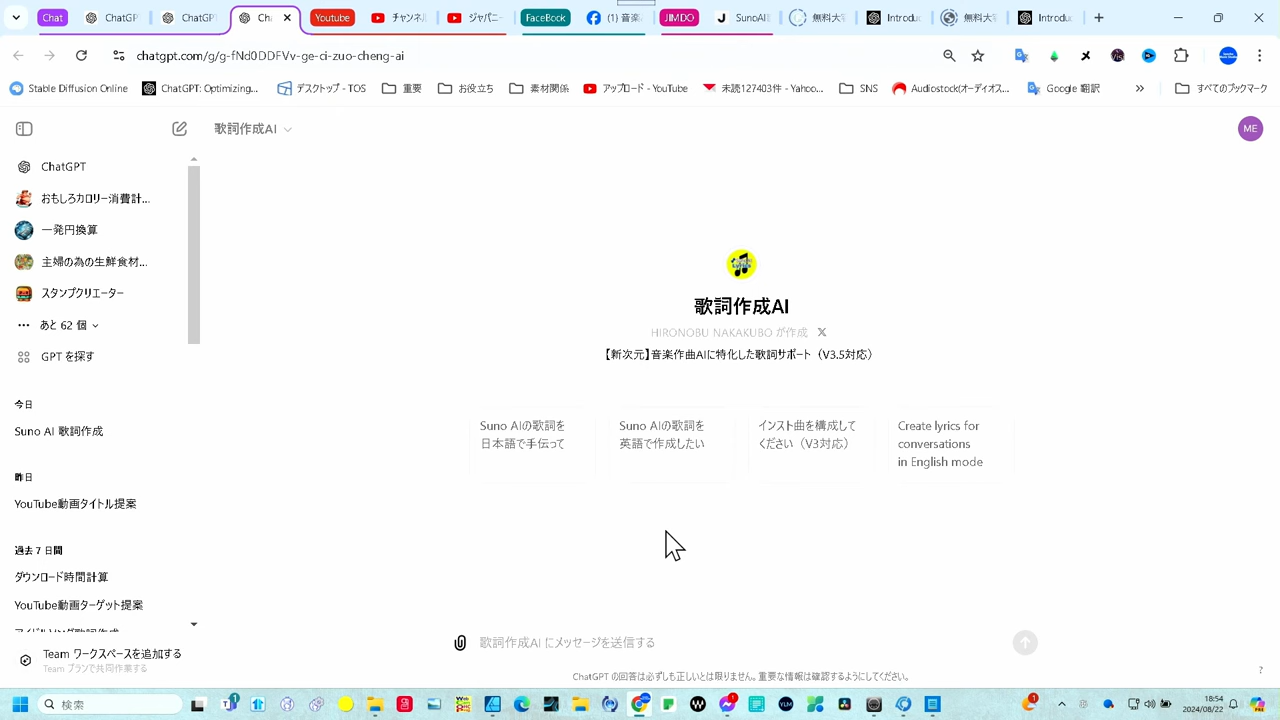 Chat
ChatGP
ChatGP
Ch
Youtube
チャンネ
ジャパニ
FaceBock
(1) 音楽
JIMDO
SunoAI
無料大
Introdu
無料大
Introdu
chatgpt.com/g/g-fNd0DDFVv-ge-ci-zuo-cheng-ai
Stable Diffusion Online
ChatGPT: Optimizing...
デスクトップ - TOS
重要
お役立ち
素材関係
アップロード - YouTube
未読127403件 - Yahoo...
SNS
Audiostock(オーディオス...
Google 翻訳
すべてのブックマーク
歌詞作成AI
ME
ChatGPT
おもしろカロリー消費計...
一発円換算
主婦の為の生鮮食材...
スタンプクリエーター
あと 62 個
GPT を探す
今日
Suno AI 歌詞作成
昨日
YouTube動画タイトル提案
過去 7 日間
ダウンロード時間計算
YouTube動画ターゲット提案
Team ワークスペースを追加する
Team プランで共同作業する
歌詞作成AI
HIRONOBU NAKAKUBO が作成
【新次元】音楽作曲AIに特化した歌詞サポート（V3.5対応）
Suno AIの歌詞を
日本語で手伝って
Suno AIの歌詞を
英語で作成したい
インスト曲を構成して
ください（V3対応）
Create lyrics for
conversations
in English mode
歌詞作成AI にメッセージを送信する
ChatGPT の回答は必ずしも正しいとは限りません。重要な情報は確認するようにしてください。
?
検索
18:54
2024/08/22